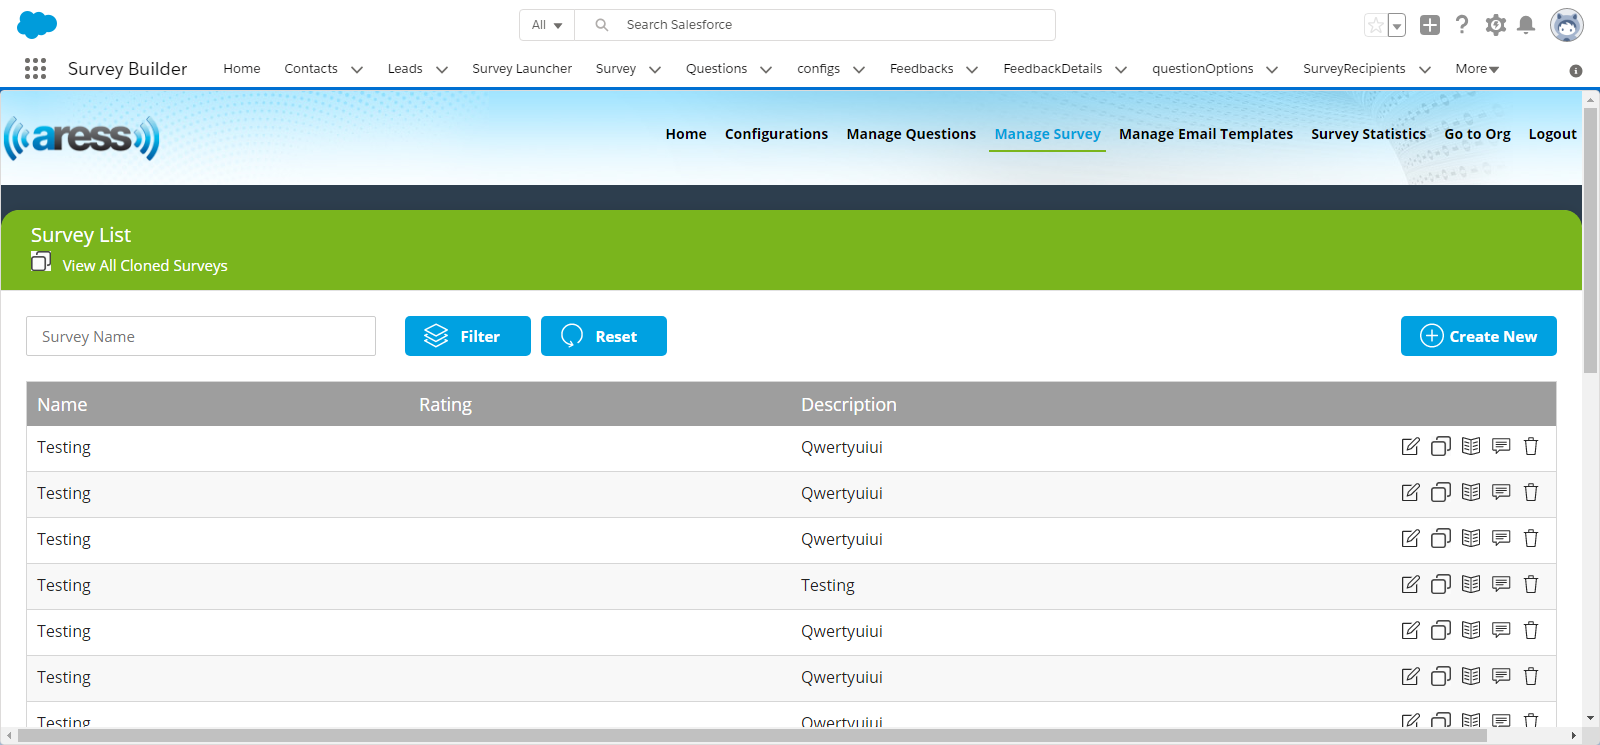 All
Search Salesforce
Survey Builder Home Contacts Leads Survey Launcher Survey Questions configs Feedbacks FeedbackDetails questionOptions SurveyRecipients More
aress
Home Configurations Manage Questions Manage Survey Manage Email Templates Survey Statistics Go to Org Logout
Survey List
View All Cloned Surveys
Survey Name
Filter
Reset
Create New
Name Rating Description
Testing Qwertyuiui
Testing Qwertyuiui
Testing Qwertyuiui
Testing Testing
Testing Qwertyuiui
Testing Qwertyuiui
Testing Qwertyuiui